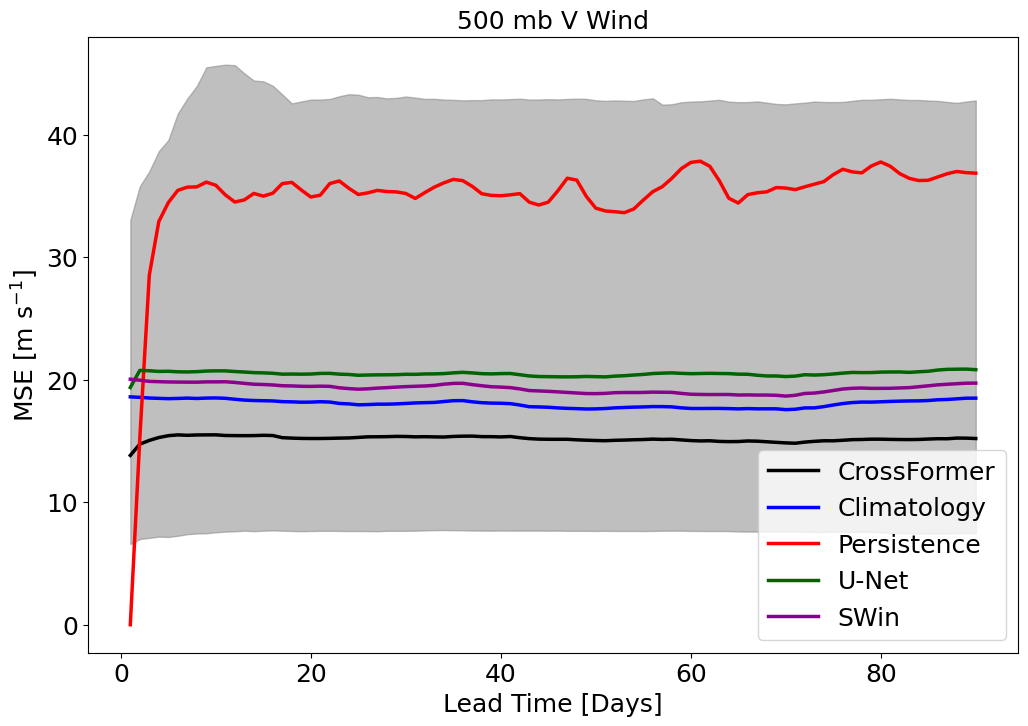 500 mb V Wind
MSE [m s⁻¹]
40
30
20
10
0
0 20 40 60 80
Lead Time [Days]
CrossFormer
Climatology
Persistence
U-Net
SWin